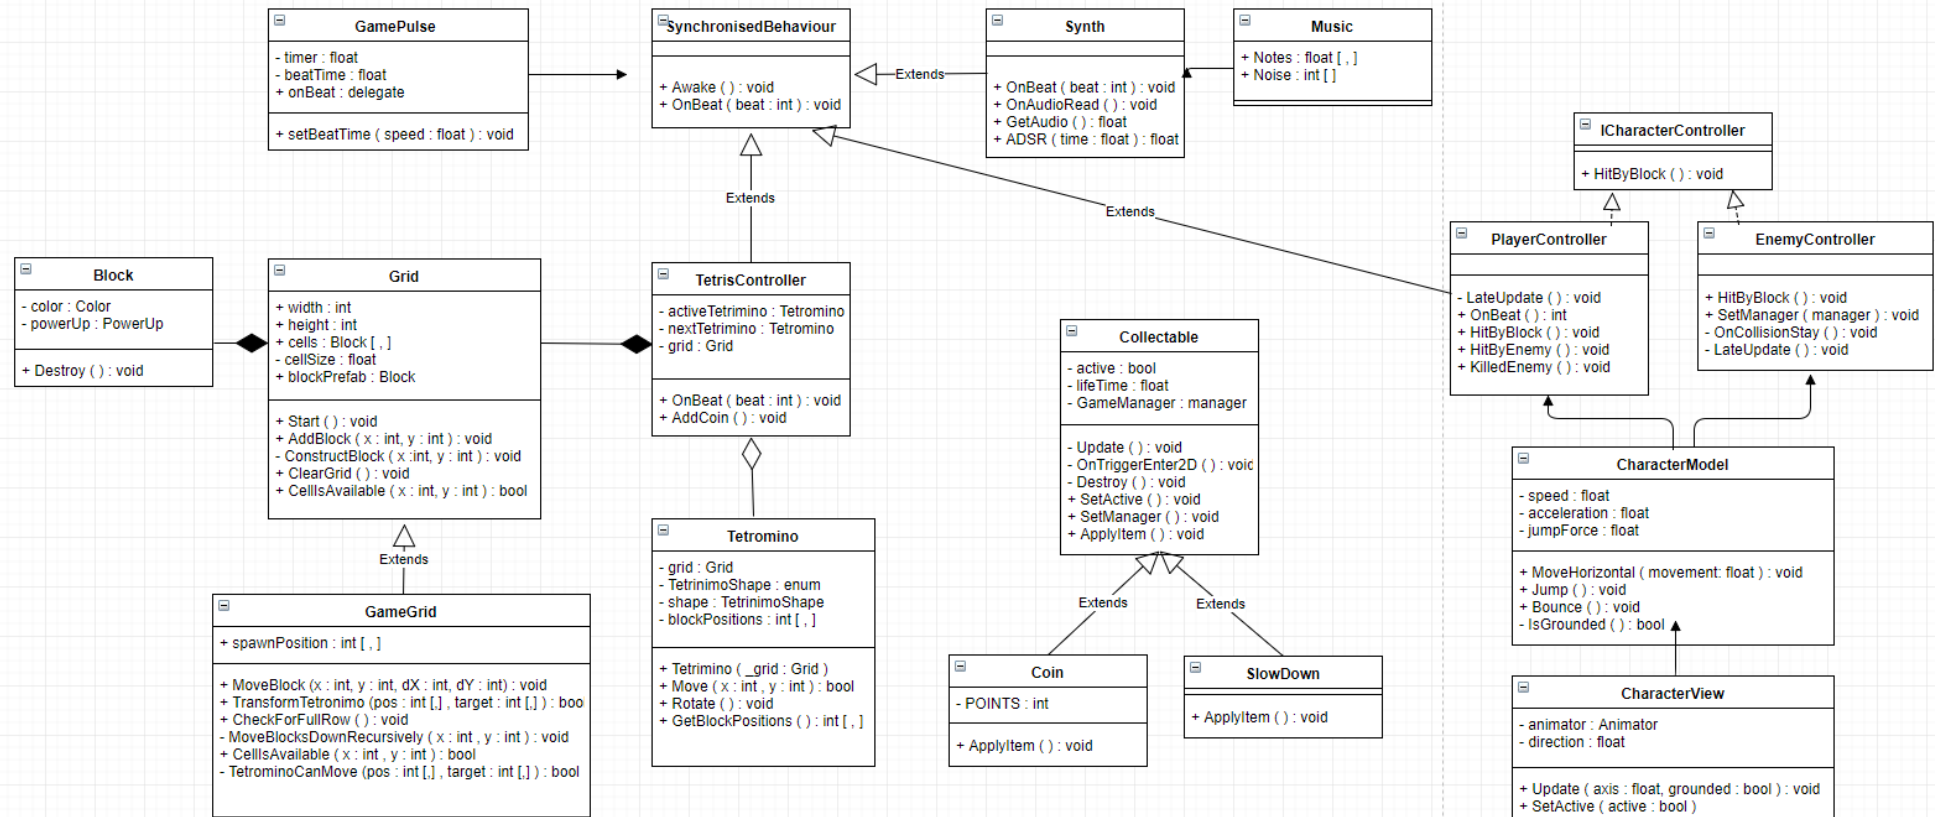 GamePulse
- timer : float
- beatTime : float
+ onBeat : delegate
+ setBeatTime ( speed : float ) : void
SynchronisedBehaviour
+ Awake ( ) : void
+ OnBeat ( beat : int ) : void
Extends
Synth
+ OnBeat ( beat : int ) : void
+ OnAudioRead ( ) : void
+ GetAudio ( ) : float
+ ADSR ( time : float ) : float
Music
+ Notes : float [ , ]
+ Noise : int [ ]
ICharacterController
+ HitByBlock ( ) : void
Extends
Extends
Block
- color : Color
- powerUp : PowerUp
+ Destroy ( ) : void
Grid
+ width : int
+ height : int
+ cells : Block [ , ]
- cellSize : float
+ blockPrefab : Block
+ Start ( ) : void
+ AddBlock ( x : int, y : int ) : void
- ConstructBlock ( x :int, y : int ) : void
+ ClearGrid ( ) : void
+ CellIsAvailable ( x : int, y : int ) : bool
TetrisController
- activeTetrimino : Tetromino
- nextTetrimino : Tetromino
- grid : Grid
+ OnBeat ( beat : int ) : void
+ AddCoin ( ) : void
Collectable
- active : bool
- lifeTime : float
- GameManager : manager
- Update ( ) : void
- OnTriggerEnter2D ( ) : void
- Destroy ( ) : void
+ SetActive ( ) : void
+ SetManager ( ) : void
+ ApplyItem ( ) : void
PlayerController
- LateUpdate ( ) : void
+ OnBeat ( ) : int
+ HitByBlock ( ) : void
+ HitByEnemy ( ) : void
+ KilledEnemy ( ) : void
EnemyController
+ HitByBlock ( ) : void
+ SetManager ( manager ) : void
- OnCollisionStay ( ) : void
- LateUpdate ( ) : void
CharacterModel
- speed : float
- acceleration : float
- jumpForce : float
+ MoveHorizontal ( movement: float ) : void
+ Jump ( ) : void
+ Bounce ( ) : void
- IsGrounded ( ) : bool
Extends
GameGrid
+ spawnPosition : int [ , ]
+ MoveBlock (x : int, y : int, dX : int, dY : int) : void
+ TransformTetronimo (pos : int [,] , target : int [,] ) : bool
+ CheckForFullRow ( ) : void
- MoveBlocksDownRecursively ( x : int , y : int ) : void
+ CellIsAvailable ( x : int , y : int ) : bool
- TetrominoCanMove (pos : int [,] , target : int [,] ) : bool
Tetromino
- grid : Grid
- TetrinimoShape : enum
- shape : TetrinimoShape
- blockPositions : int [ , ]
+ Tetrimino ( _grid : Grid )
+ Move ( x : int , y : int ) : bool
+ Rotate ( ) : void
+ GetBlockPositions ( ) : int [ , ]
Extends
Extends
Coin
- POINTS : int
+ ApplyItem ( ) : void
SlowDown
+ ApplyItem ( ) : void
CharacterView
- animator : Animator
- direction : float
+ Update ( axis : float, grounded : bool ) : void
+ SetActive ( active : bool )